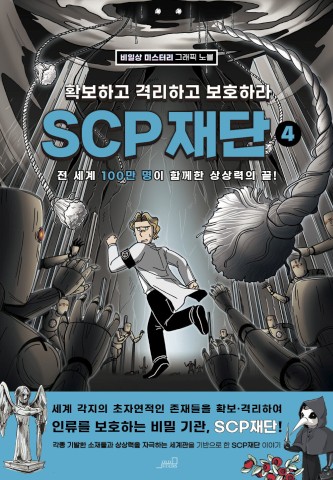 비밀상 미스터리 그래픽 노블
확보하고 격리하고 보호하라
SCP 재단 4
전 세계 100만 명이 함께한 상상력의 끝!
세계 각지의 초자연적인 존재들을 확보·격리하여
인류를 보호하는 비밀 기관, SCP재단!
각종 기발한 소재들과 상상력을 자극하는 세계관을 기반으로 한 SCP재단 이야기